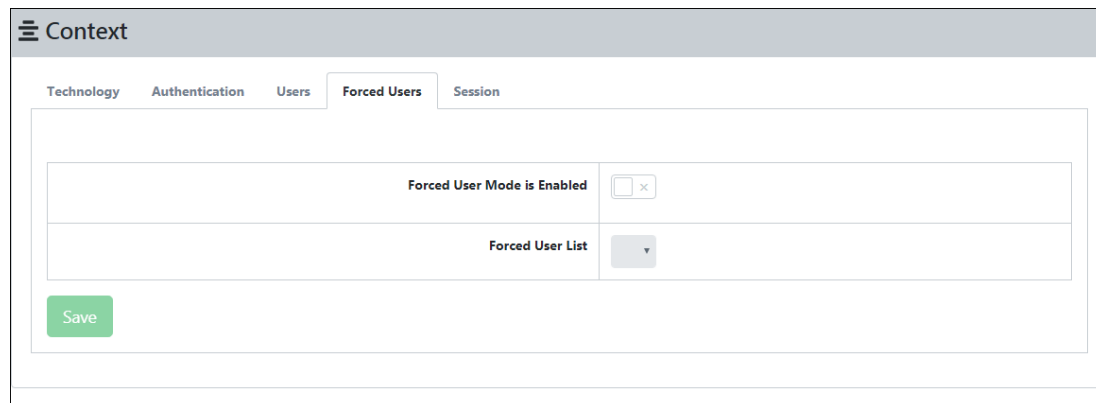 Context
Technology Authentication Users Forced Users Session
Forced User Mode is Enabled
Forced User List
Save